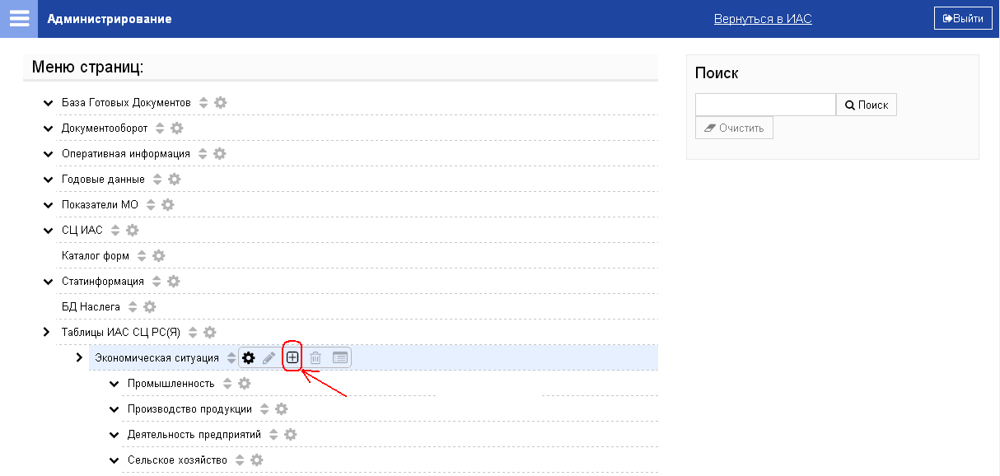 Администрирование
Вернуться в ИАС
Выйти
Меню страниц:
База Готовых Документов
Документооборот
Оперативная информация
Годовые данные
Показатели МО
СЦ ИАС
Каталог форм
Статинформация
БД Наслега
Таблицы ИАС СЦ РС(Я)
Экономическая ситуация
Промышленность
Производство продукции
Деятельность предприятий
Сельское хозяйство
Поиск
Поиск
Очистить